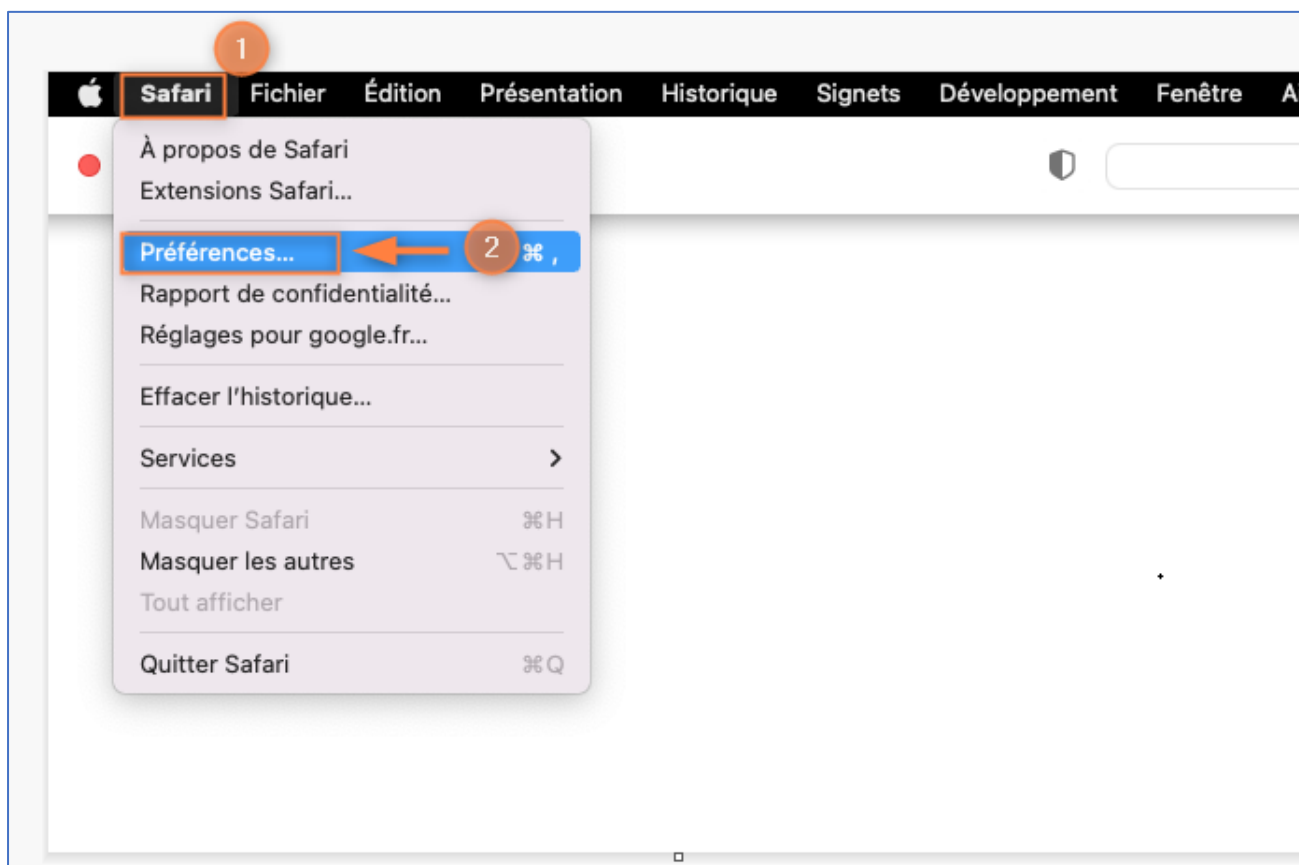 1
Safari Fichier Édition Présentation Historique Signets Développement Fenêtre
À propos de Safari
Extensions Safari...
Préférences... 2 ⌘ ,
Rapport de confidentialité...
Réglages pour google.fr...
Effacer l’historique...
Services
Masquer Safari ⌘H
Masquer les autres ⌥⌘H
Tout afficher
Quitter Safari ⌘Q